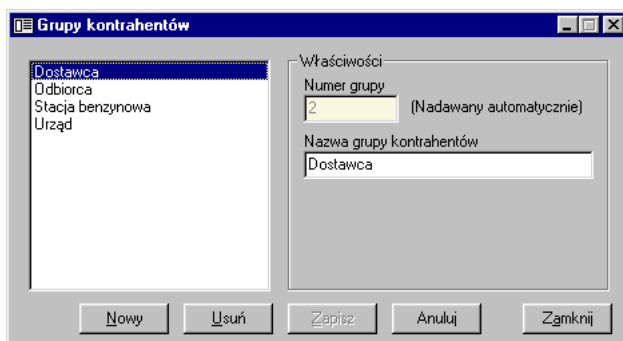 Grupy kontrahentów
Dostawca
Odbiorca
Stacja benzynowa
Urząd
Właściwości
Numer grupy
2 (Nadawany automatycznie)
Nazwa grupy kontrahentów
Dostawca
Nowy Usuń Zapisz Anuluj Zamknij